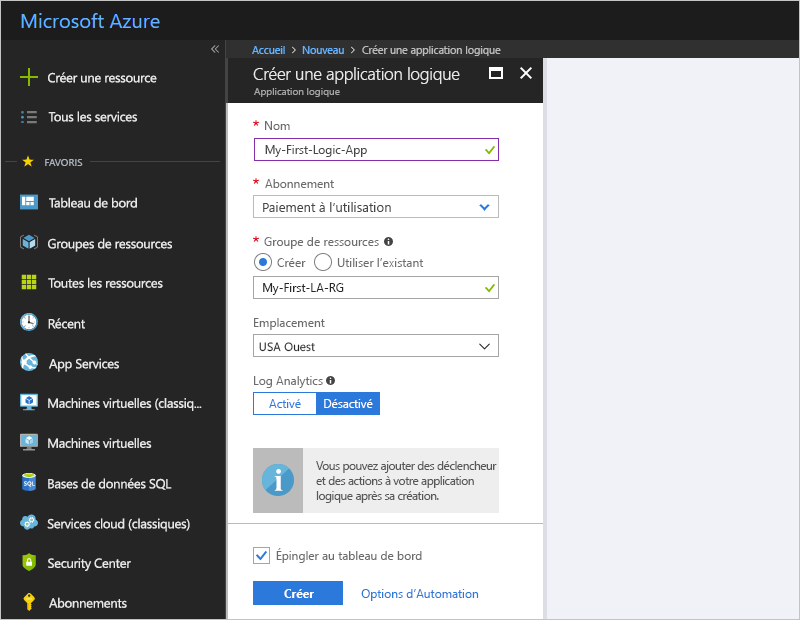 Microsoft Azure
«
Accueil > Nouveau > Créer une application logique
Créer une ressource
Tous les services
FAVORIS
Tableau de bord
Groupes de ressources
Toutes les ressources
Récent
App Services
Machines virtuelles (classiq...
Machines virtuelles
Bases de données SQL
SQL
Services cloud (classiques)
Security Center
Abonnements
Créer une application logique
Application logique
* Nom
My-First-Logic-App
* Abonnement
Paiement à l'utilisation
* Groupe de ressources
Créer Utiliser l'existant
My-First-LA-RG
Emplacement
USA Ouest
Log Analytics
Activé Désactivé
Vous pouvez ajouter des déclencheur
et des actions à votre application
logique après sa création.
Épingler au tableau de bord
Créer Options d'Automation